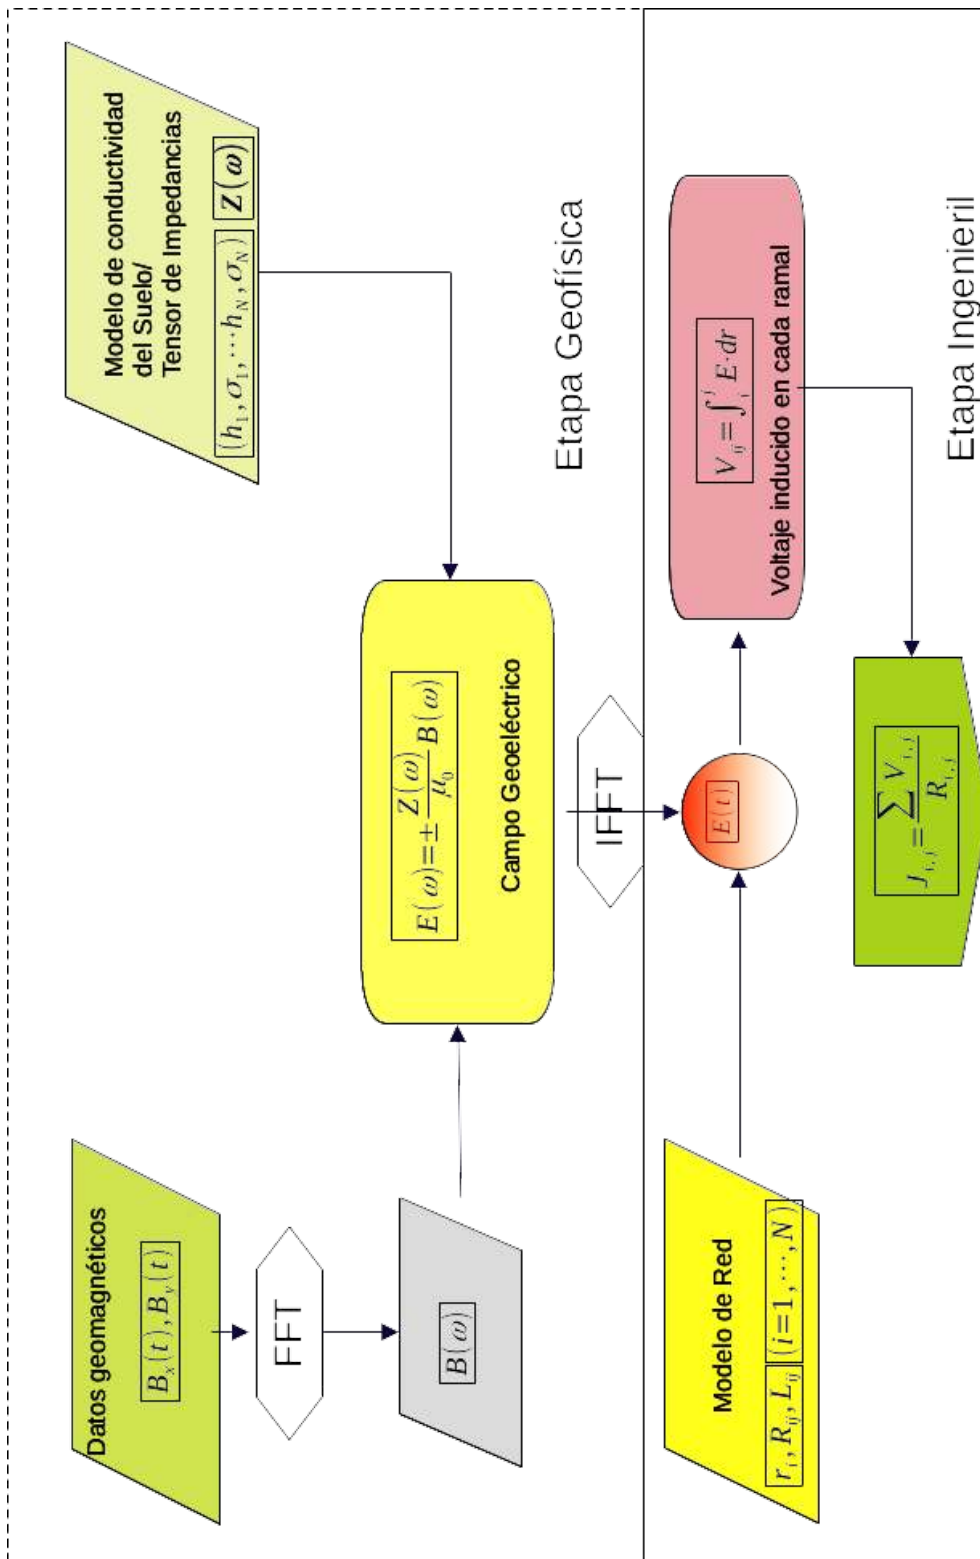 Datos geomagnéticos
B_x(t), B_y(t)
FFT
B(ω)
Modelo de conductividad
del Suelo/
Tensor de Impedancias
(h_1, σ_1, ⋯ h_N, σ_N) Z(ω)
E(ω)=± Z(ω)/μ_0 B(ω)
Campo Geoeléctrico
Etapa Geofísica
IFFT
Modelo de Red
r_i, R_ij, L_ij (i=1, ⋯, N)
E(t)
V_ij = ∫_i^j E·dr
Voltaje inducido en cada ramal
J_i,j = ∑ V_i,j / R_i,j
Etapa Ingenieril